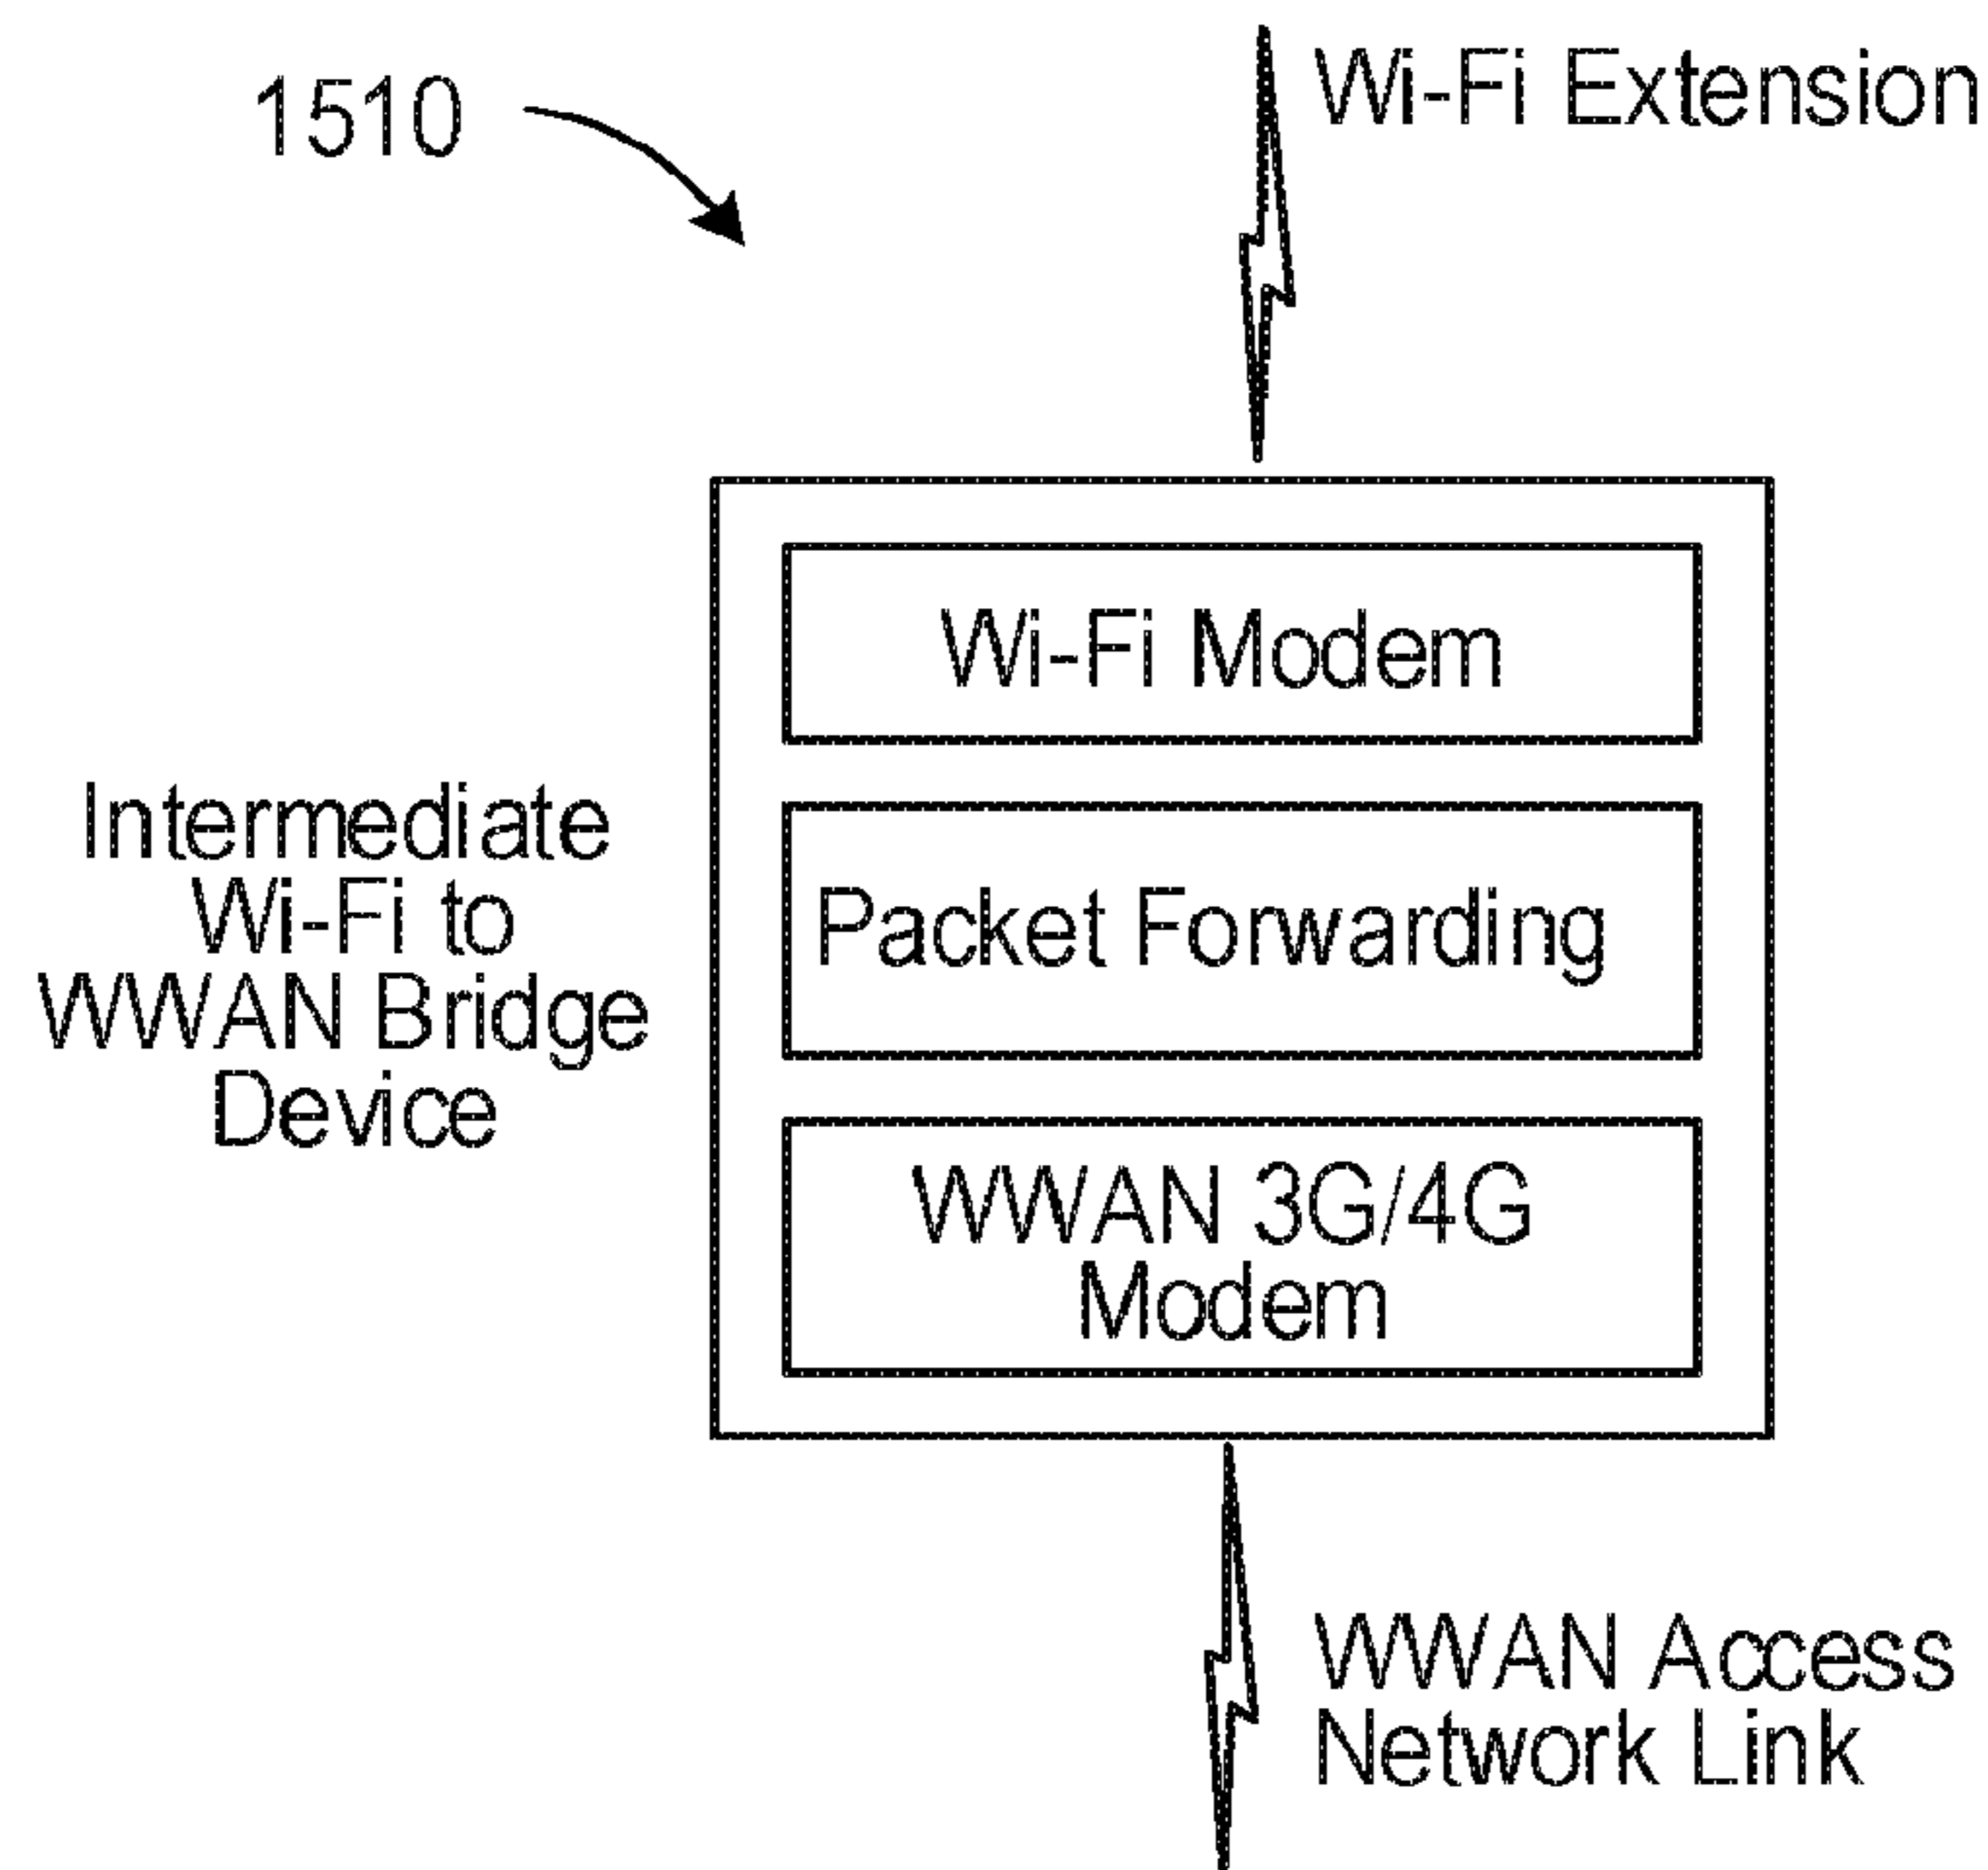 1510
Wi-Fi Extension
Wi-Fi Modem
Intermediate
Wi-Fi to
WWAN Bridge
Device
Packet Forwarding
WWAN 3G/4G
Modem
WWAN Access
Network Link